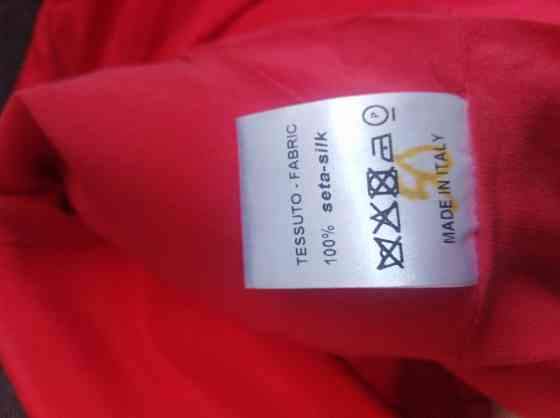 TESSUTO - FABRIC
100% seta-silk
P
MADE IN ITALY